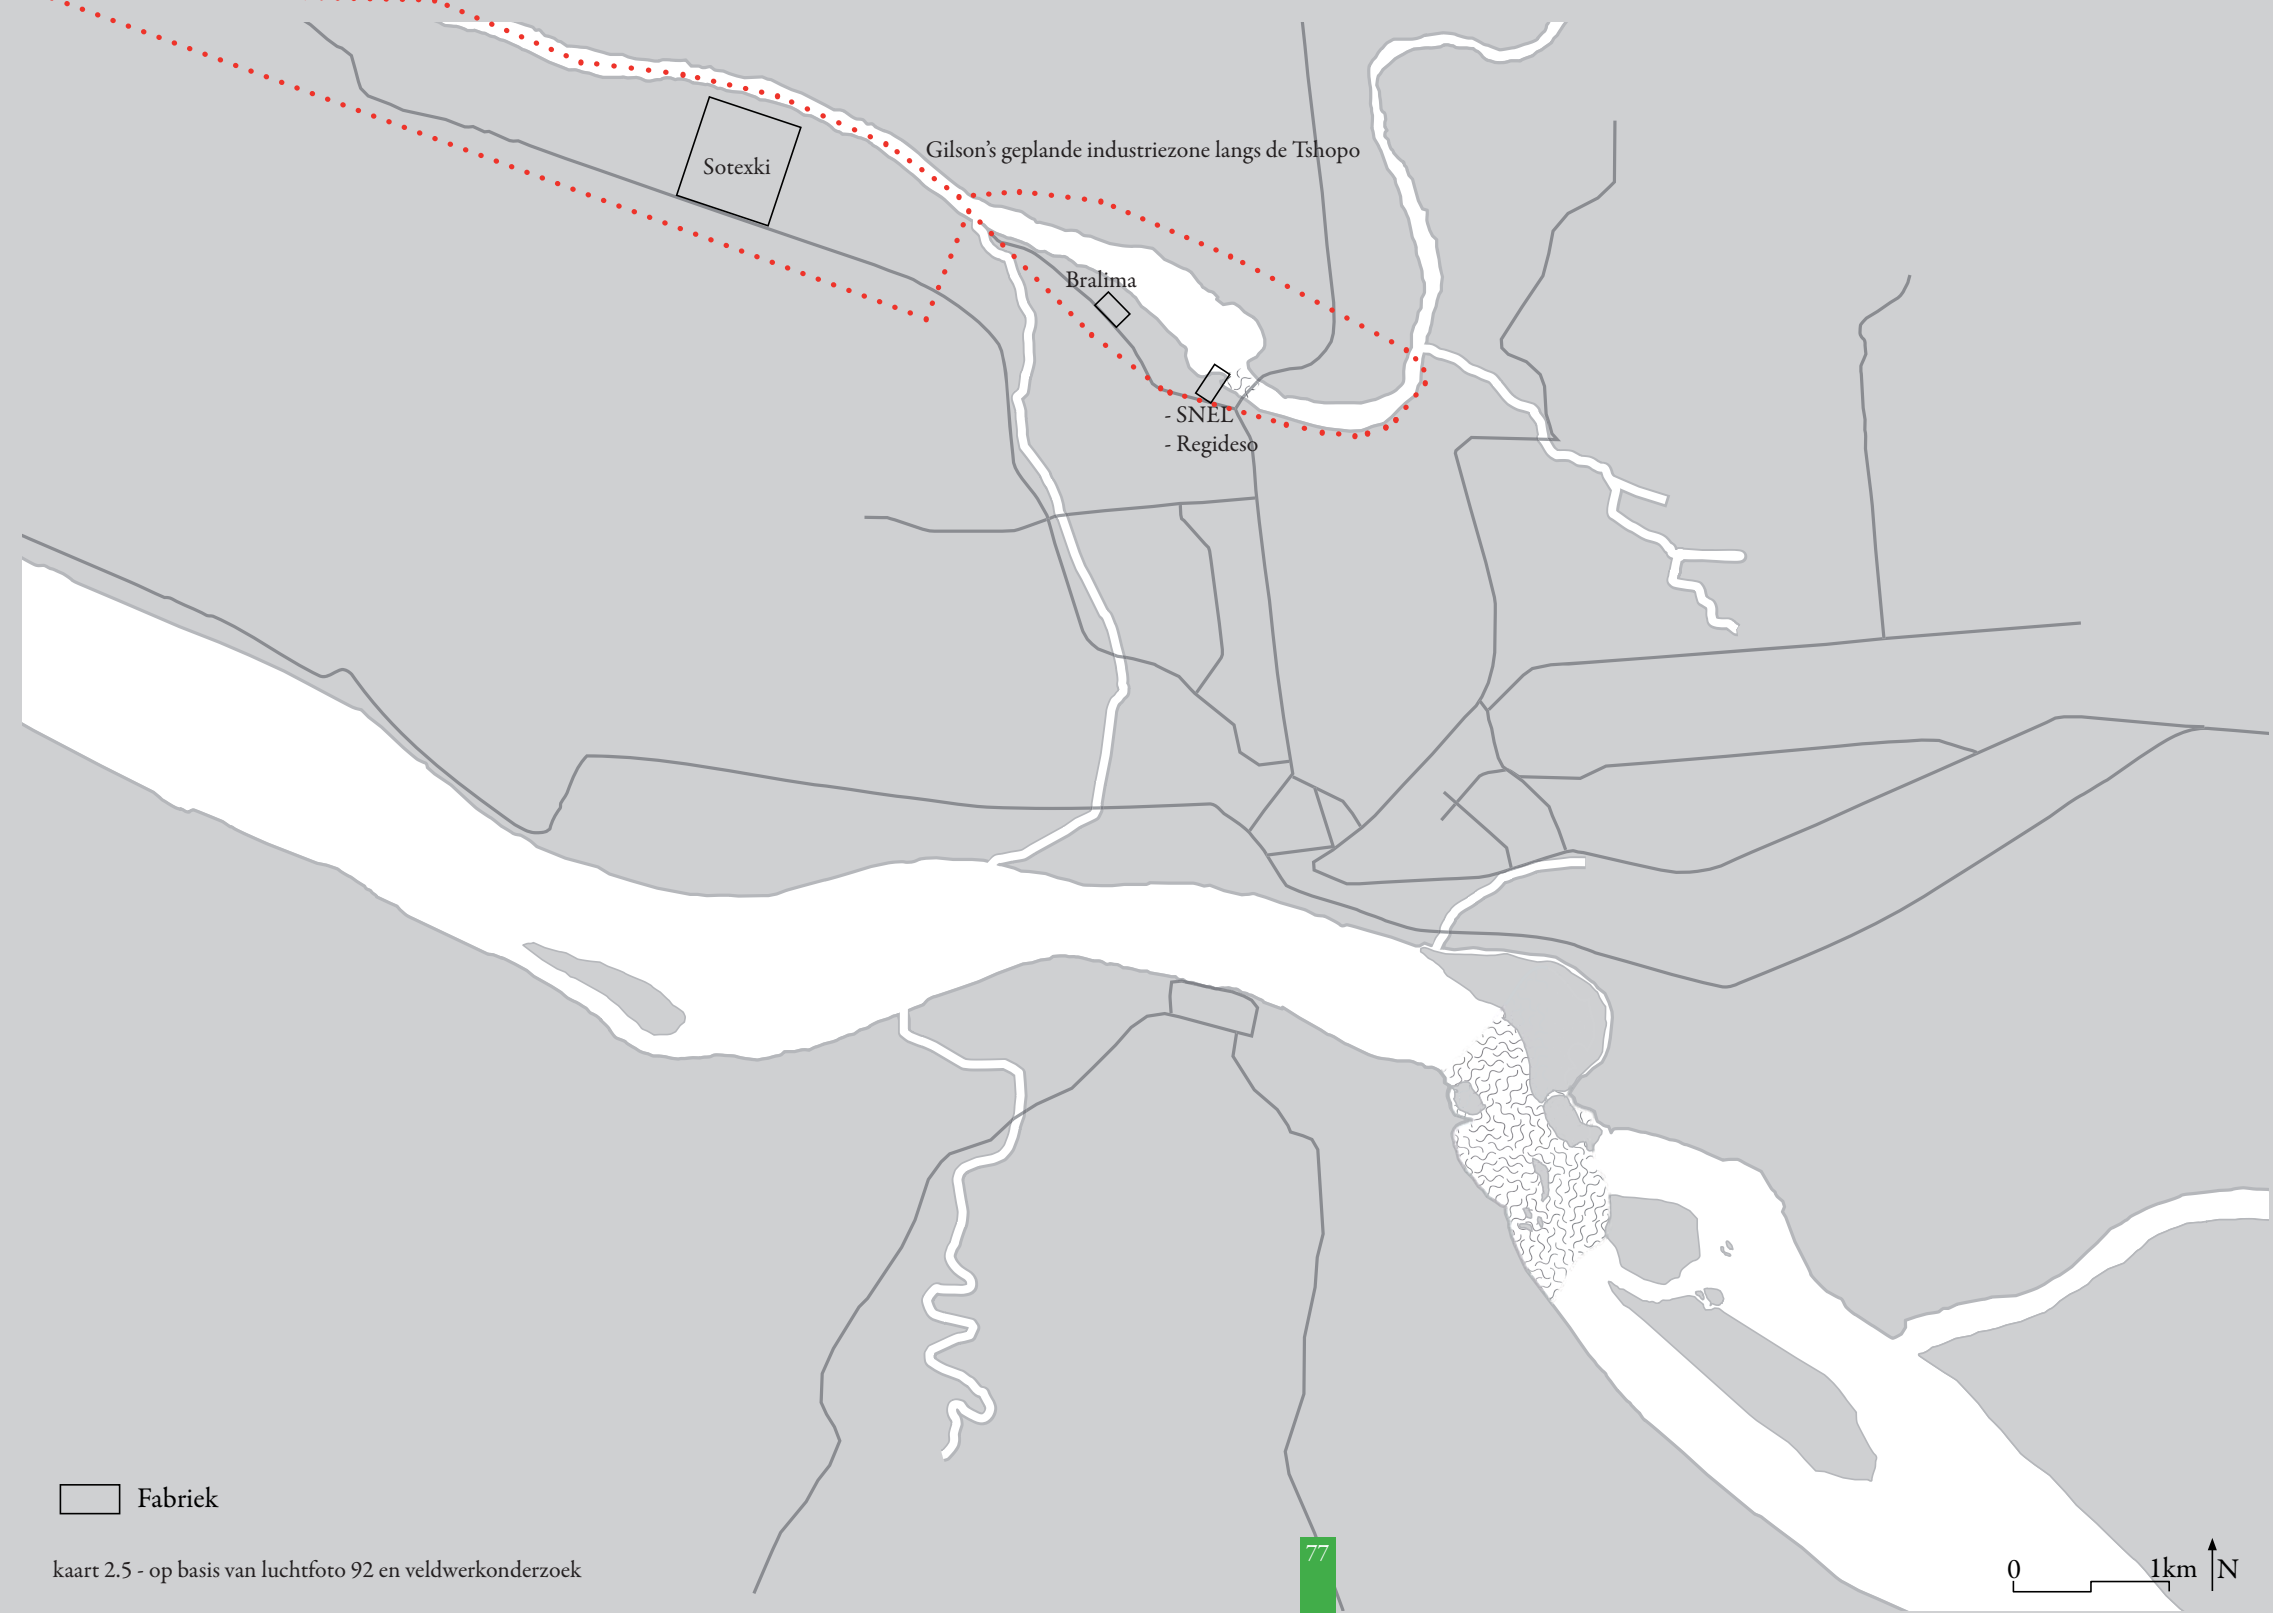 Gilson’s geplande industriezone langs de Tshopo
Sotexki
Bralima
- SNEL
- Regideso
Fabriek
kaart 2.5 - op basis van luchtfoto 92 en veldwerkonderzoek
77
0 1km N